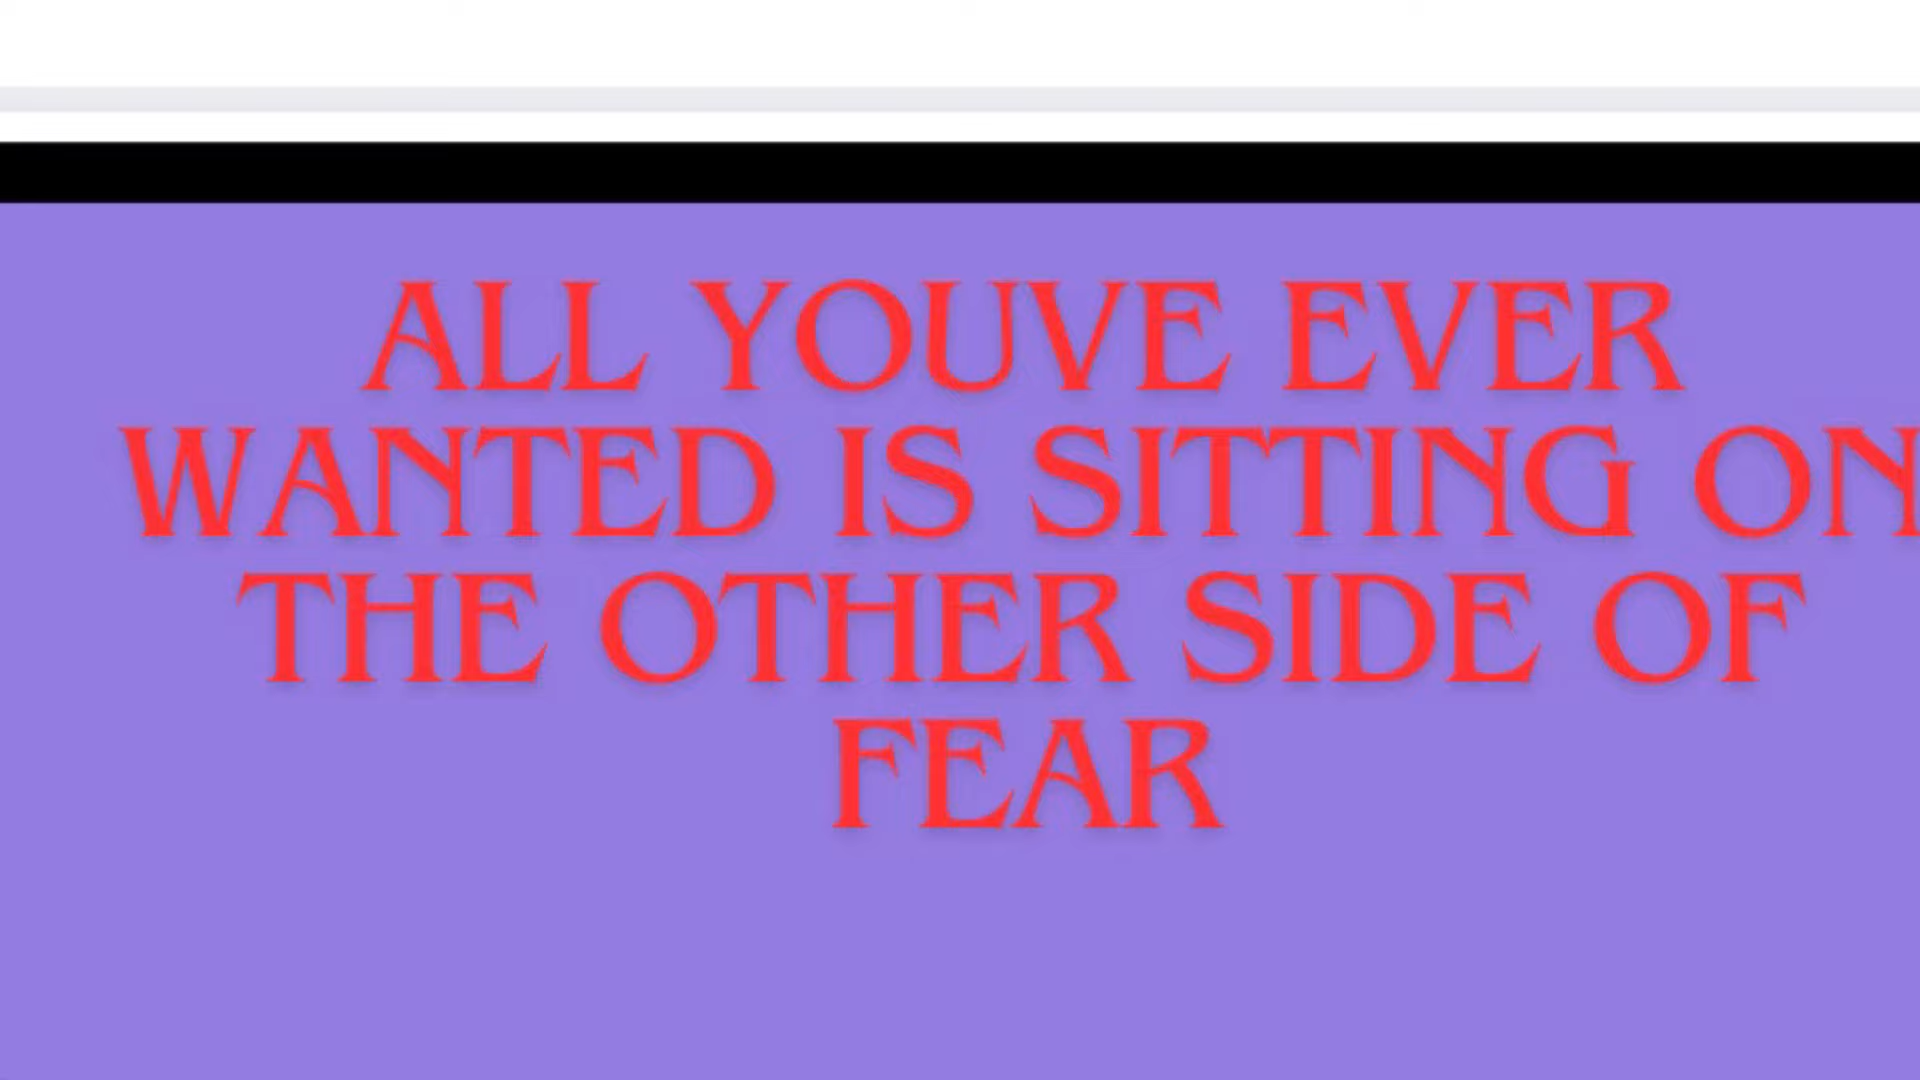 ALL YOUVE EVER
WANTED IS SITTING ON
THE OTHER SIDE OF
FEAR